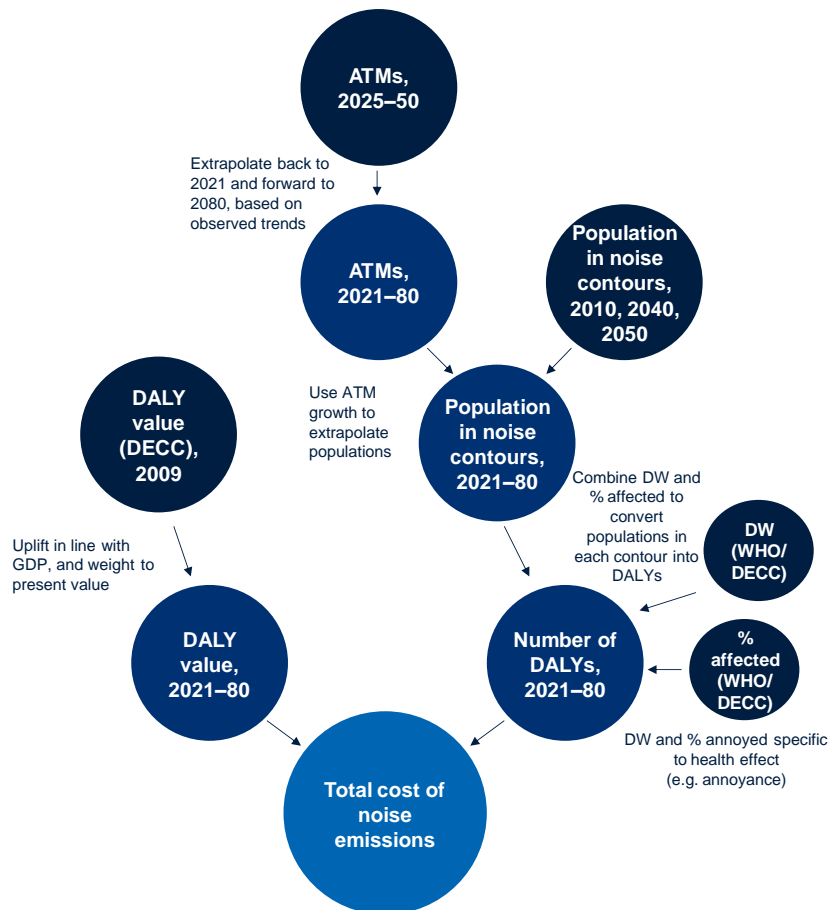 ATMs,
2025–50
Extrapolate back to
2021 and forward to
2080, based on
observed trends
ATMs,
2021–80
Population
in noise
contours,
2010, 2040,
2050
DALY
value
(DECC),
2009
Use ATM
growth to
extrapolate
populations
Population
in noise
contours,
2021–80
Combine DW and
% affected to
convert
populations in
each contour into
DALYs
DW
(WHO/
DECC)
Uplift in line with
GDP, and weight to
present value
DALY
value,
2021–80
Number of
DALYs,
2021–80
%
affected
(WHO/
DECC)
DW and % annoyed specific
to health effect
(e.g. annoyance)
Total cost of
noise
emissions